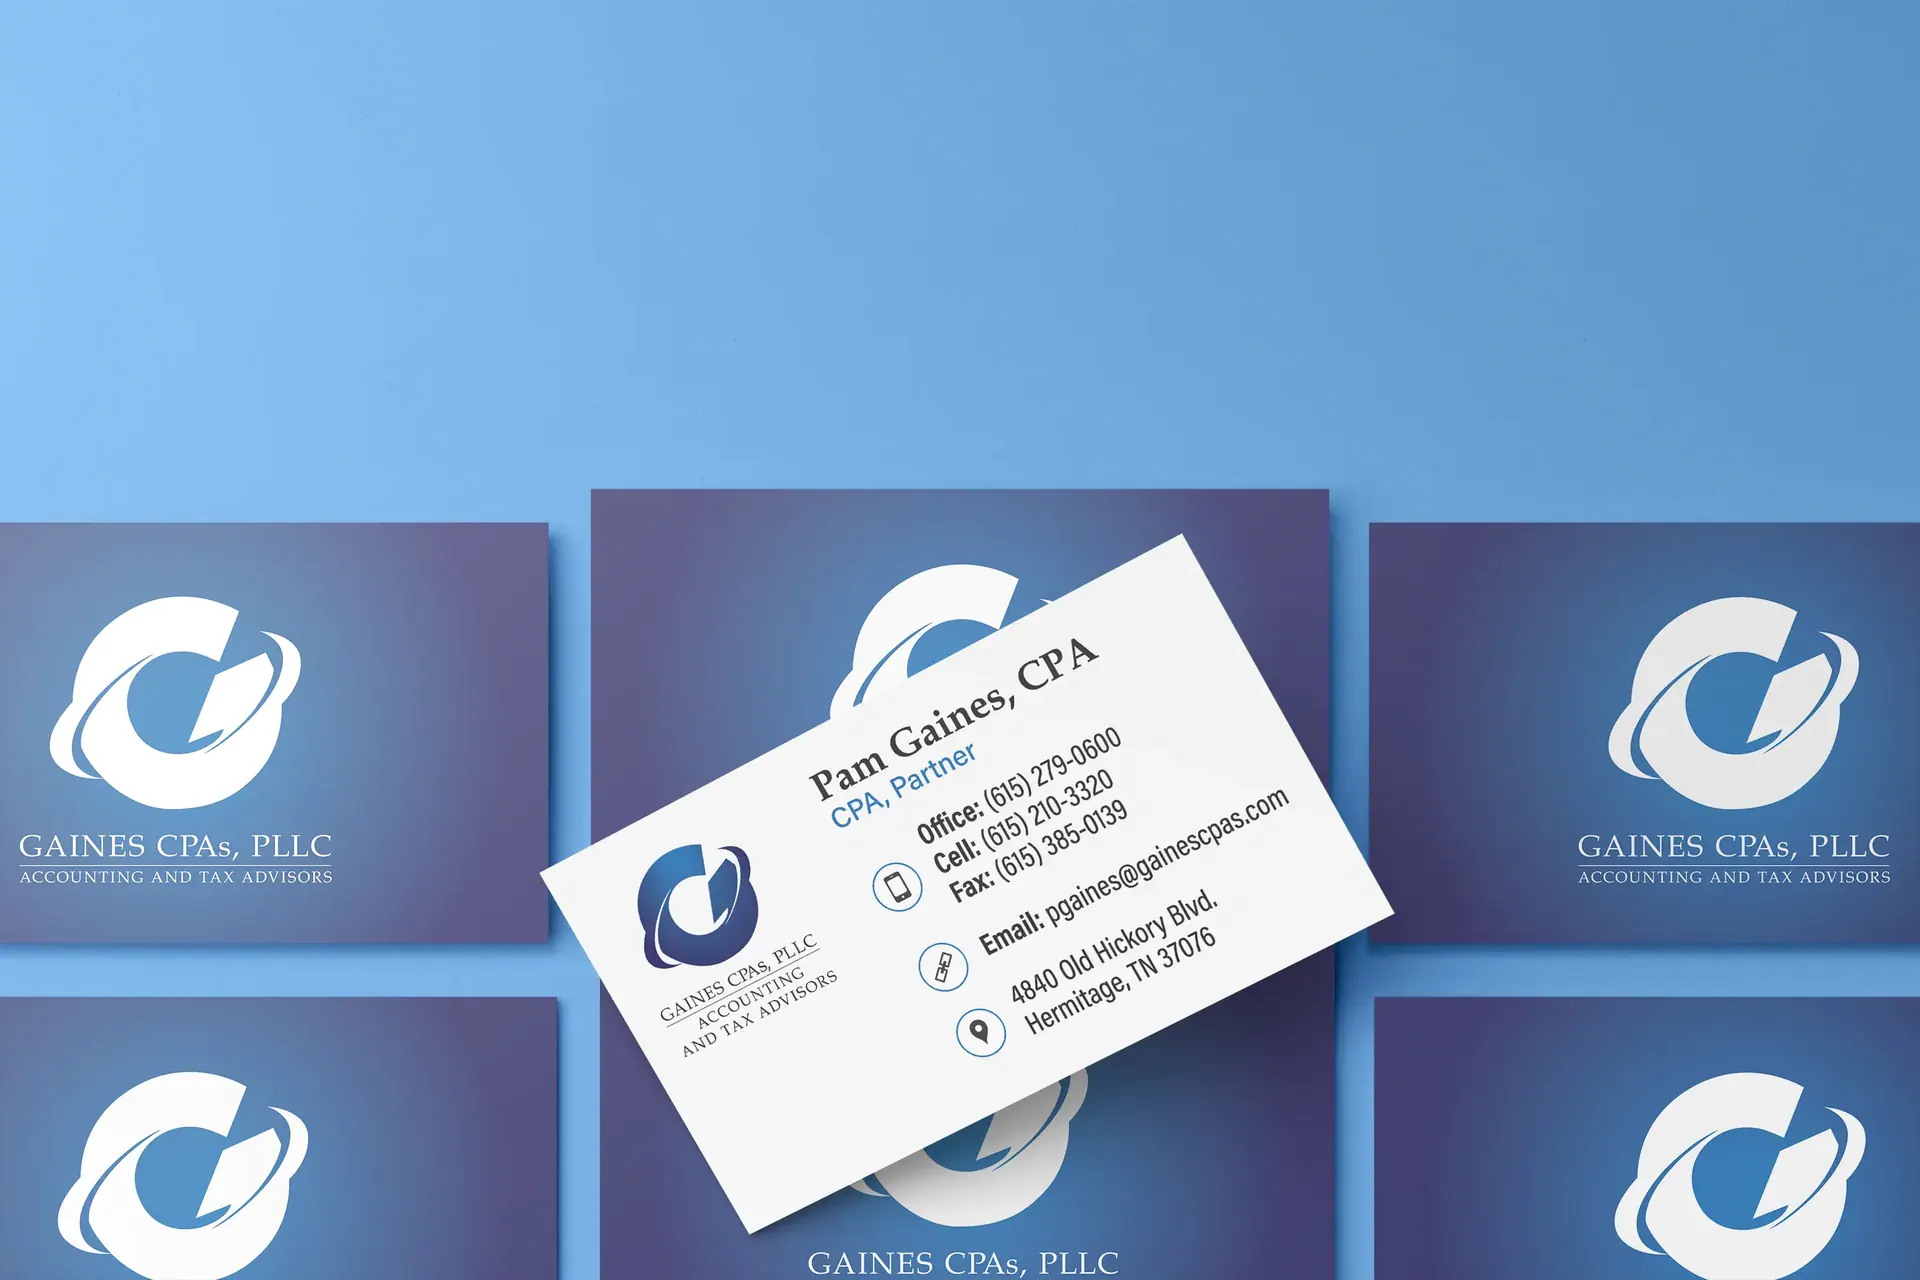 GAINES CPAs, PLLC
ACCOUNTING AND TAX ADVISORS
Pam Gaines, CPA
CPA, Partner
Office: (615) 279-0600
Cell: (615) 210-3320
Fax: (615) 385-0139
Email: pgaines@gainescpas.com
4840 Old Hickory Blvd.
Hermitage, TN 37076
GAINES CPAs, PLLC
ACCOUNTING
AND TAX ADVISORS
GAINES CPAs, PLLC
ACCOUNTING AND TAX ADVISORS
GAINES CPAs, PLLC